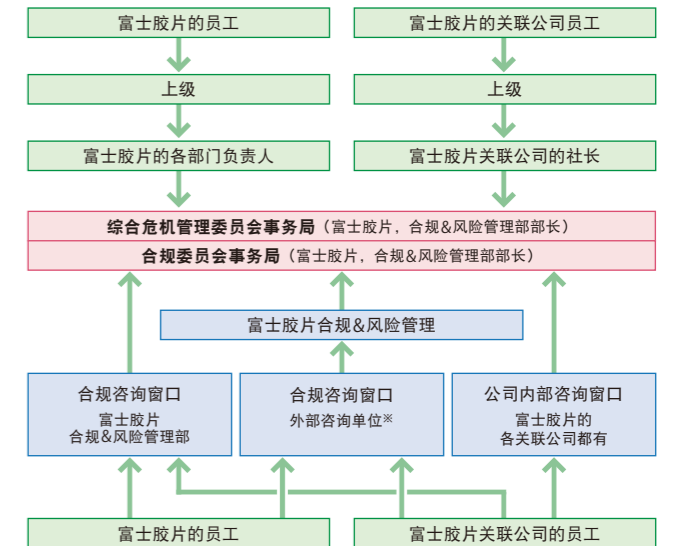 富士胶片的员工
富士胶片的关联公司员工
上级
上级
富士胶片的各部门负责人
富士胶片关联公司的社长
综合危机管理委员会事务局（富士胶片，合规&风险管理部部长）
合规委员会事务局（富士胶片，合规&风险管理部部长）
富士胶片合规&风险管理
合规咨询窗口
富士胶片
合规&风险管理部
合规咨询窗口
外部咨询单位※
公司内部咨询窗口
富士胶片的
各关联公司都有
富士胶片的员工
富士胶片关联公司的员工